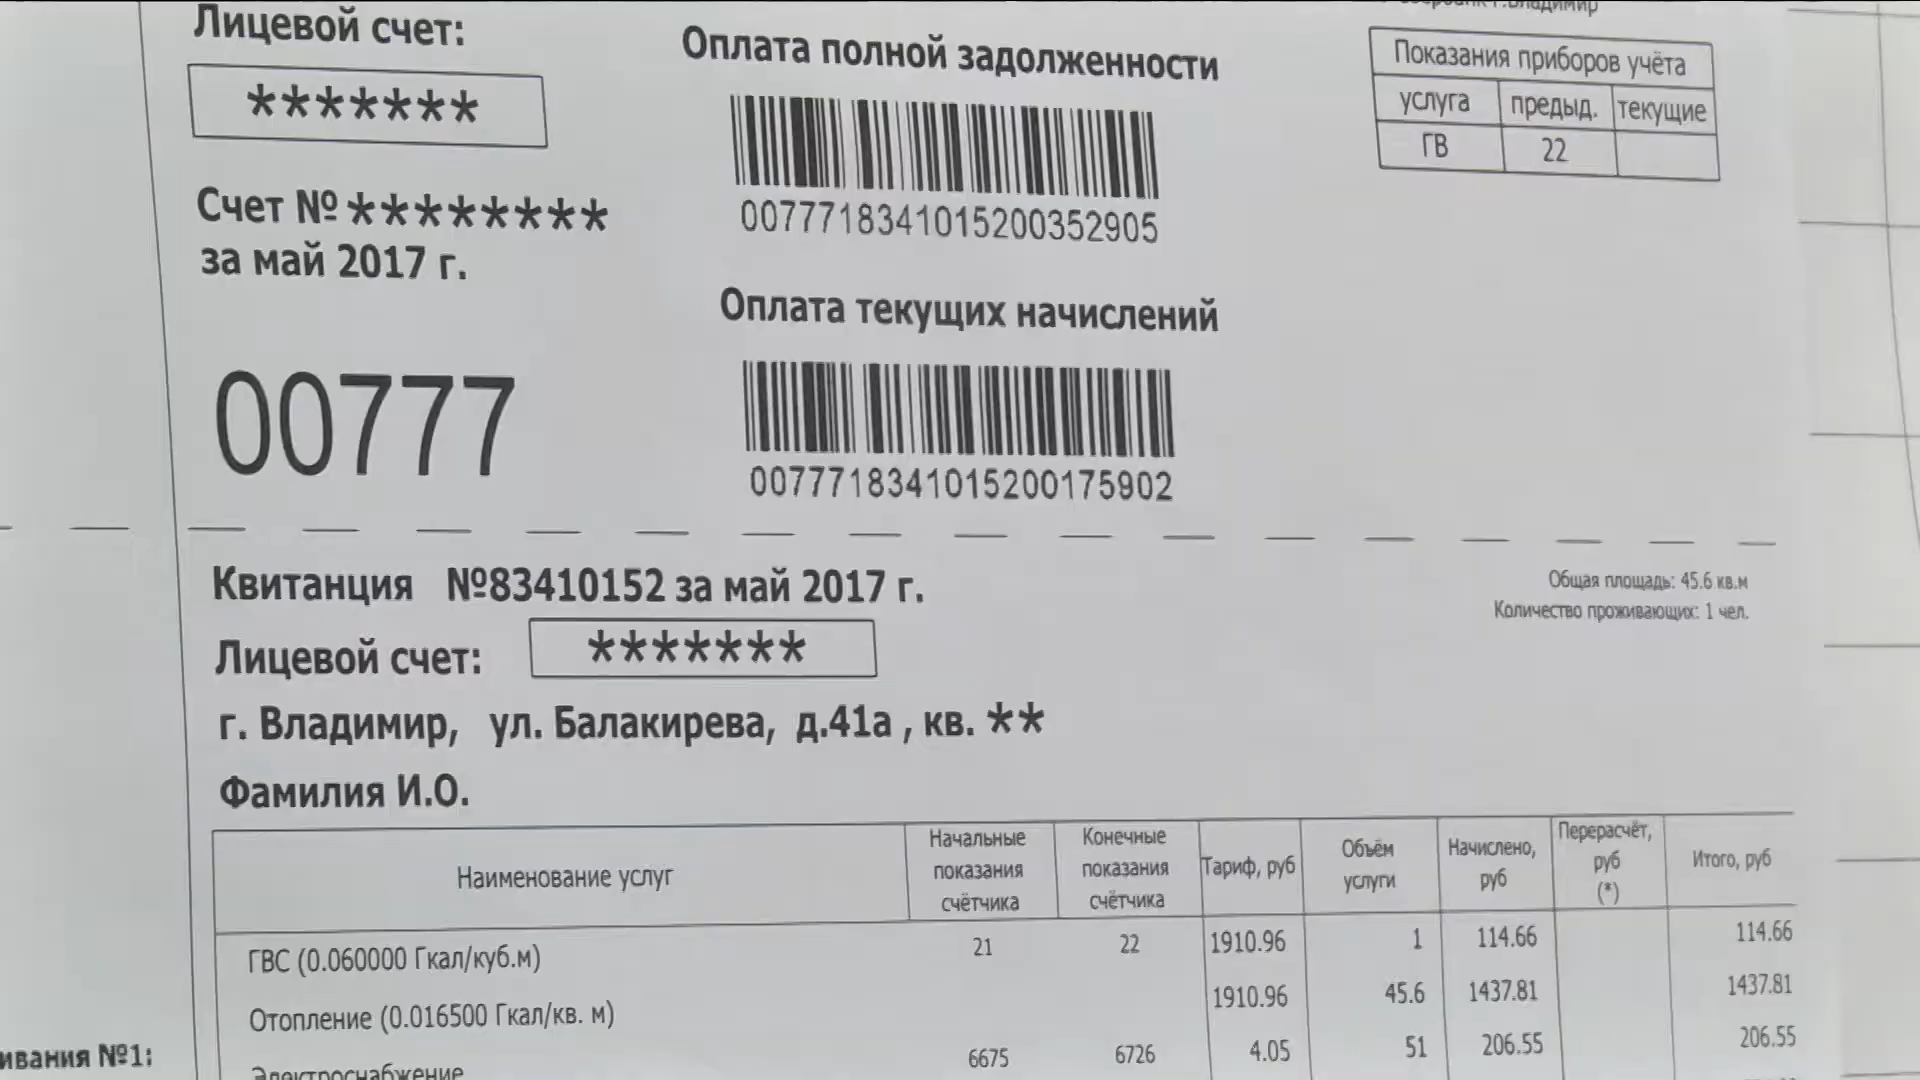 г.Владимир
Лицевой счет:
*******
Счет № ********
за май 2017 г.
00777
Оплата полной задолженности
0077718341015200352905
Оплата текущих начислений
0077718341015200175902
Показания приборов учёта
услуга предыд. текущие
ГВ 22
Квитанция №83410152 за май 2017 г.
Общая площадь: 45.6 кв.м
Количество проживающих: 1 чел.
Лицевой счет: *******
г. Владимир, ул. Балакирева, д.41а , кв. **
Фамилия И.О.
Наименование услуг
Начальные
показания
счётчика
Конечные
показания
счётчика
Тариф, руб
Объём
услуги
Начислено,
руб
Перерасчёт,
руб
(*)
Итого, руб
ГВС (0.060000 Гкал/куб.м) 21 22 1910.96 1 114.66 114.66
Отопление (0.016500 Гкал/кв. м) 1910.96 45.6 1437.81 1437.81
Электроснабжение 6675 6726 4.05 51 206.55 206.55
№1: